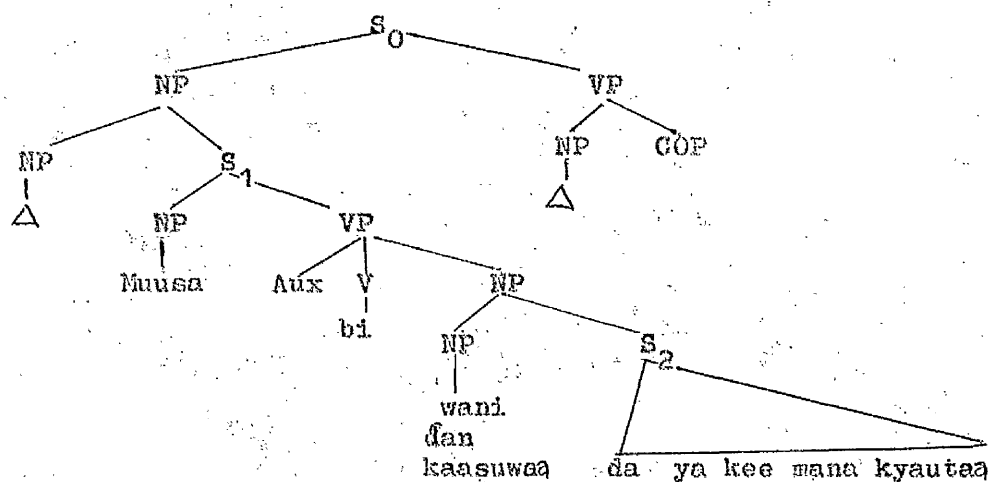 S₀
NP VP
NP S₁ NP COP
NP VP
Muusa Aux V NP
bi NP S₂
wani
ɗan
kaasuwaa da ya kee mana kyautaa